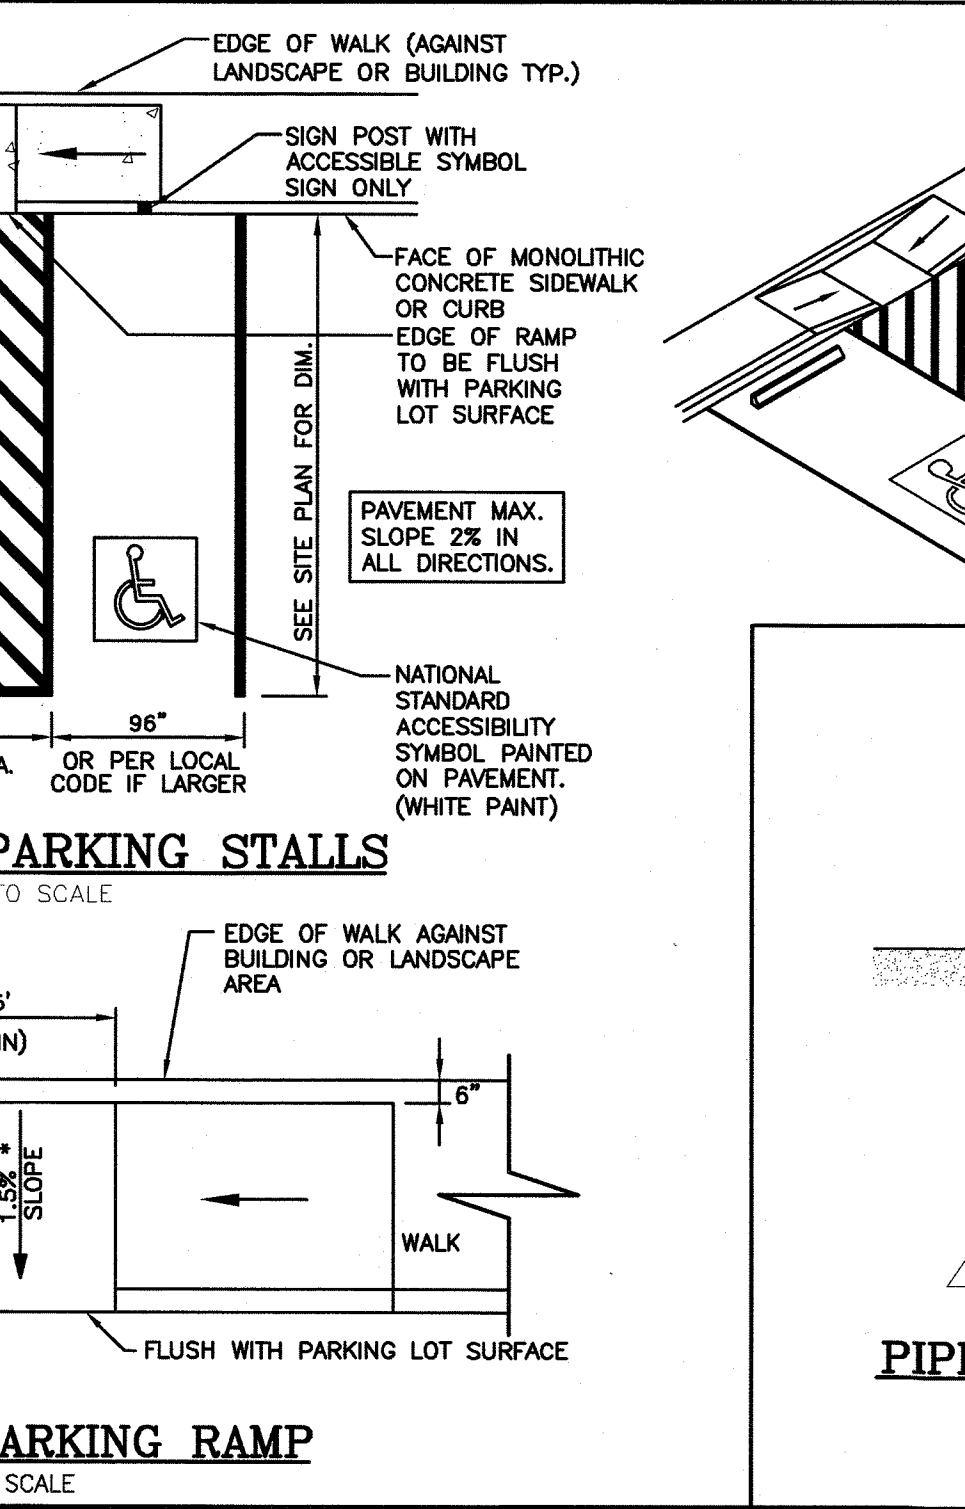 EDGE OF WALK (AGAINST
LANDSCAPE OR BUILDING TYP.)
SIGN POST WITH
ACCESSIBLE SYMBOL
SIGN ONLY
FACE OF MONOLITHIC
CONCRETE SIDEWALK
OR CURB
EDGE OF RAMP
TO BE FLUSH
WITH PARKING
LOT SURFACE
SEE SITE PLAN FOR DIM.
PAVEMENT MAX.
SLOPE 2% IN
ALL DIRECTIONS.
NATIONAL
STANDARD
ACCESSIBILITY
SYMBOL PAINTED
ON PAVEMENT.
(WHITE PAINT)
96"
A.
OR PER LOCAL
CODE IF LARGER
PARKING STALLS
TO SCALE
EDGE OF WALK AGAINST
BUILDING OR LANDSCAPE
AREA
5'
IN)
6"
1.5% *
SLOPE
WALK
FLUSH WITH PARKING LOT SURFACE
ARKING RAMP
SCALE
PIP